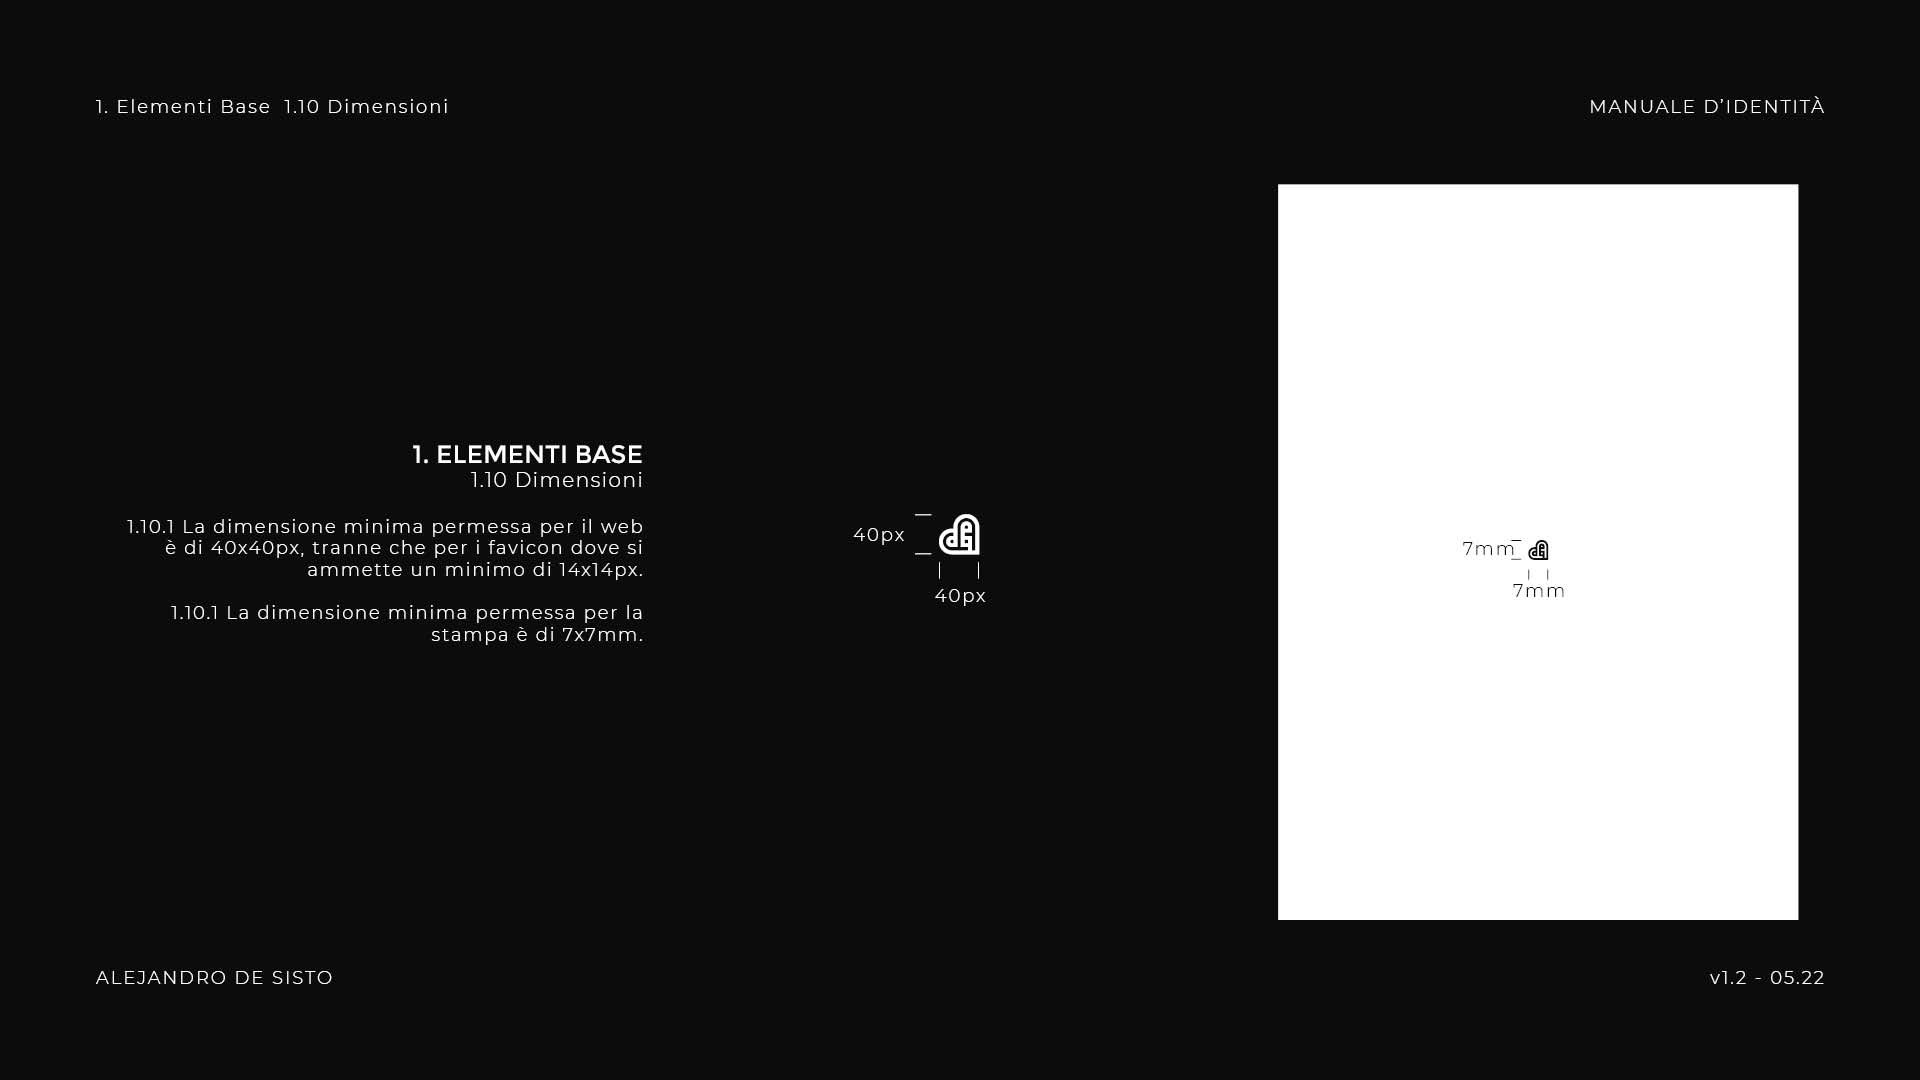 1. Elementi Base  1.10 Dimensioni
MANUALE D’IDENTITÀ
1. ELEMENTI BASE
1.10 Dimensioni
1.10.1 La dimensione minima permessa per il web
è di 40x40px, tranne che per i favicon dove si
ammette un minimo di 14x14px.
1.10.1 La dimensione minima permessa per la
stampa è di 7x7mm.
40px
40px
7mm
7mm
ALEJANDRO DE SISTO
v1.2 - 05.22